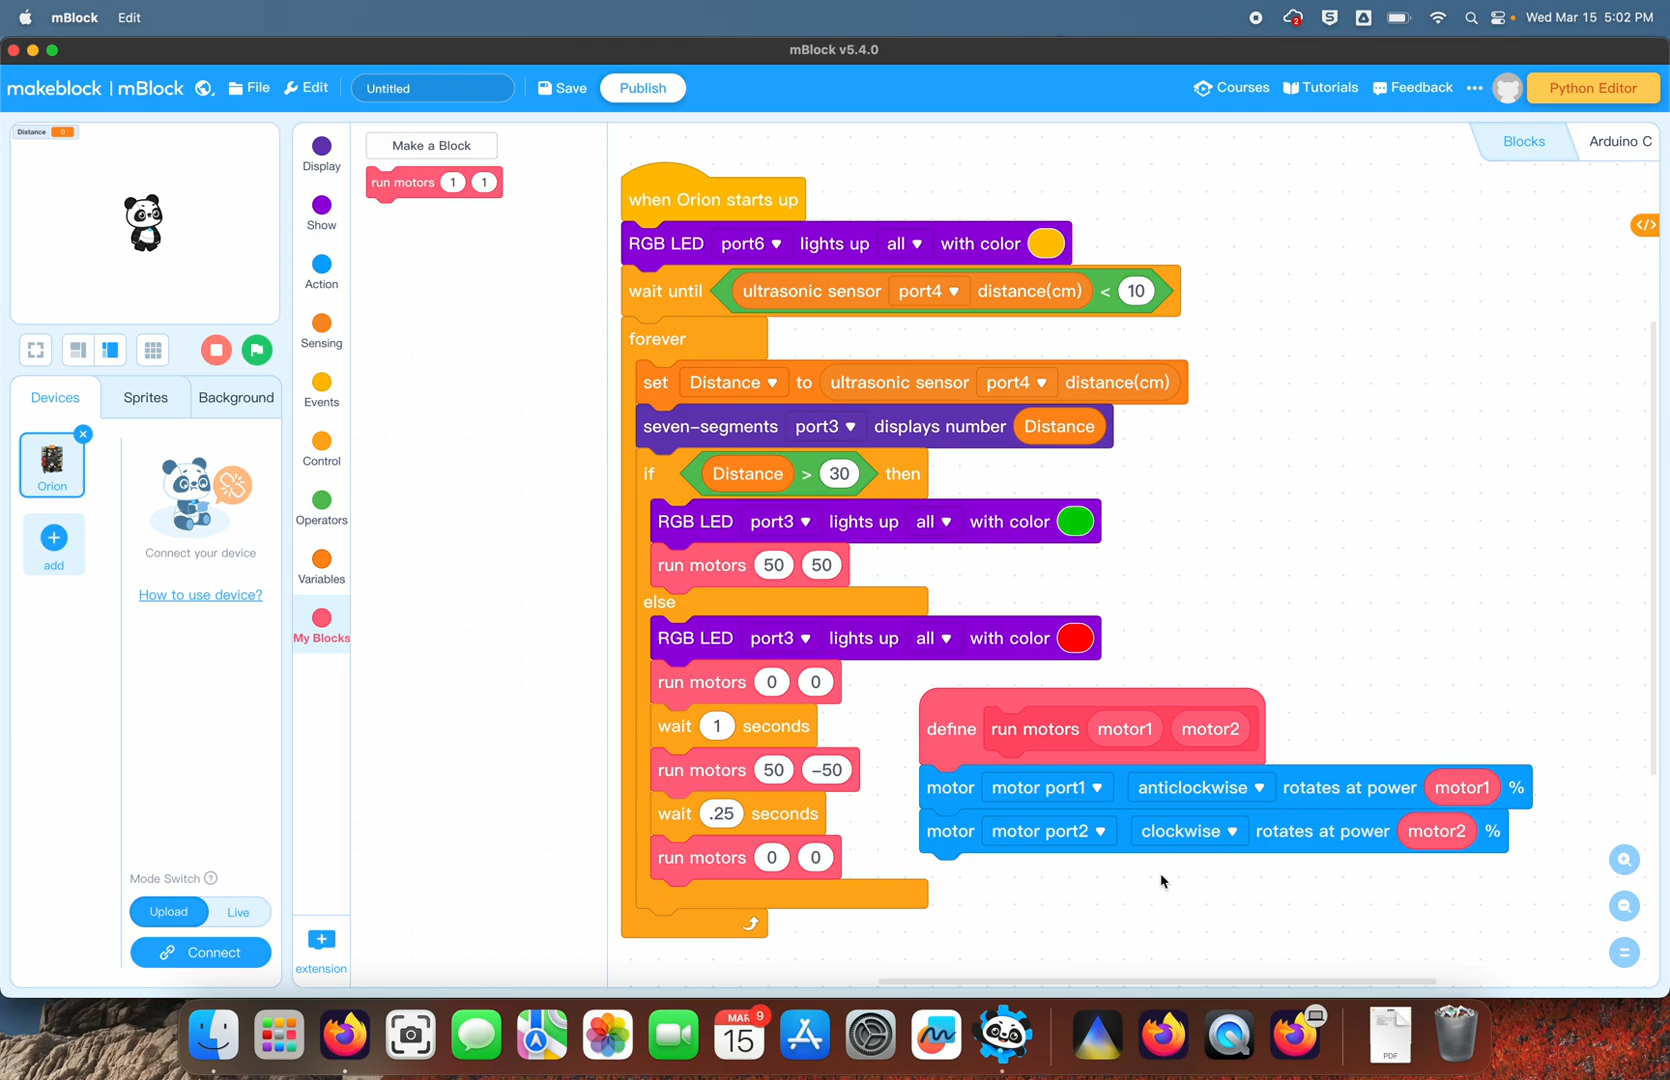 mBlock Edit 2 Wed Mar 15 5:02 PM
mBlock v5.4.0
makeblock | mBlock File Edit Untitled Save Publish Courses Tutorials Feedback ••• Python Editor
Distance 0
Make a Block
run motors 1 1
Blocks
Arduino C
Display
Show
Action
Sensing
Events
Control
Operators
Variables
My Blocks
extension
Devices Sprites Background
Orion
add
Connect your device
How to use device?
Mode Switch ?
Upload Live
Connect
when Orion starts up
RGB LED port6 ▼ lights up all ▼ with color
wait until ultrasonic sensor port4 ▼ distance(cm) < 10
forever
set Distance ▼ to ultrasonic sensor port4 ▼ distance(cm)
seven-segments port3 ▼ displays number Distance
if Distance > 30 then
RGB LED port3 ▼ lights up all ▼ with color
run motors 50 50
else
RGB LED port3 ▼ lights up all ▼ with color
run motors 0 0
wait 1 seconds
run motors 50 -50
wait .25 seconds
run motors 0 0
define run motors motor1 motor2
motor motor port1 ▼ anticlockwise ▼ rotates at power motor1 %
motor motor port2 ▼ clockwise ▼ rotates at power motor2 %
MAR 9
15
PDF